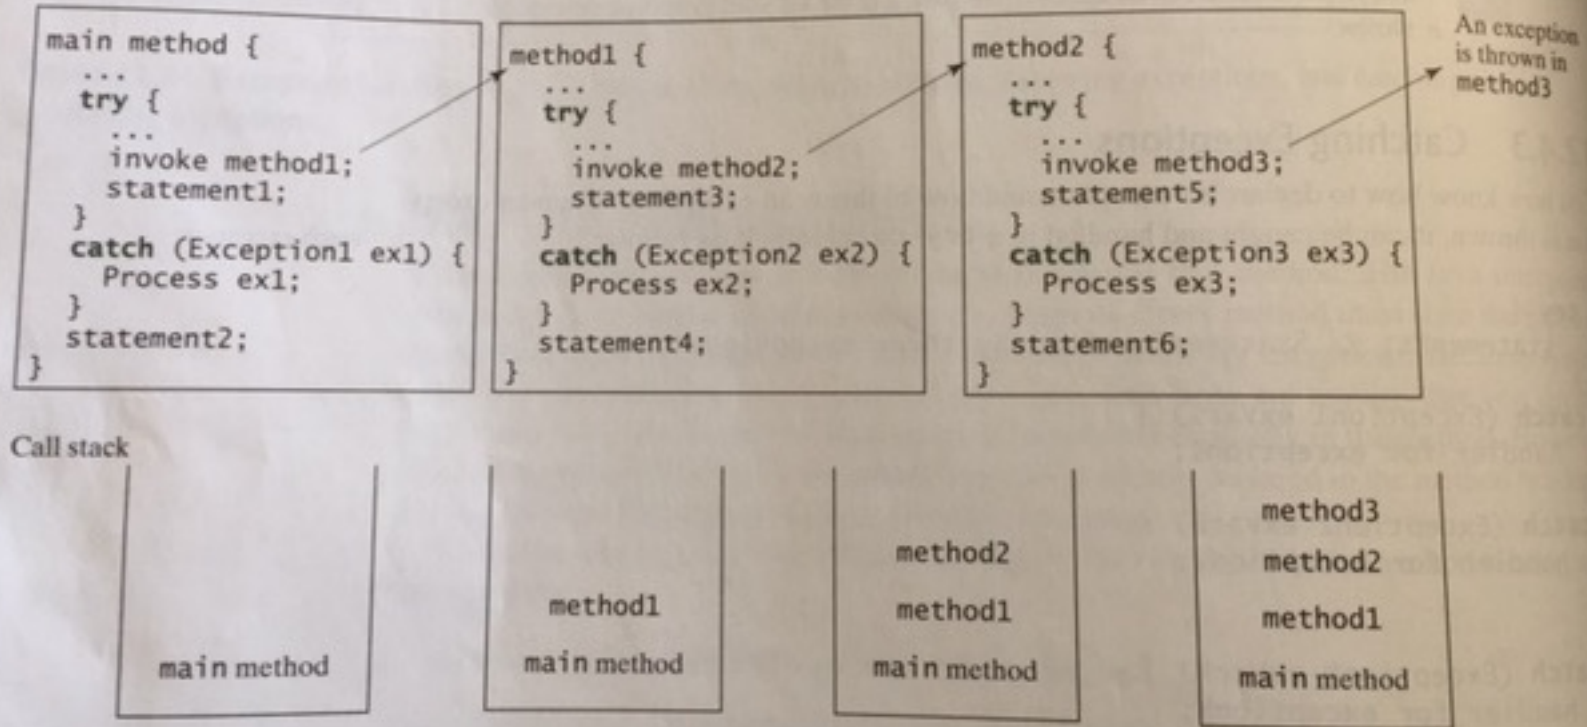 main method {
...
try {
...
invoke method1;
statement1;
}
catch (Exception1 ex1) {
Process ex1;
}
statement2;
}
method1 {
...
try {
...
invoke method2;
statement3;
}
catch (Exception2 ex2) {
Process ex2;
}
statement4;
}
method2 {
...
try {
...
invoke method3;
statement5;
}
catch (Exception3 ex3) {
Process ex3;
}
statement6;
}
An exception
is thrown in
method3
Call stack
main method
method1
main method
method2
method1
main method
method3
method2
method1
main method